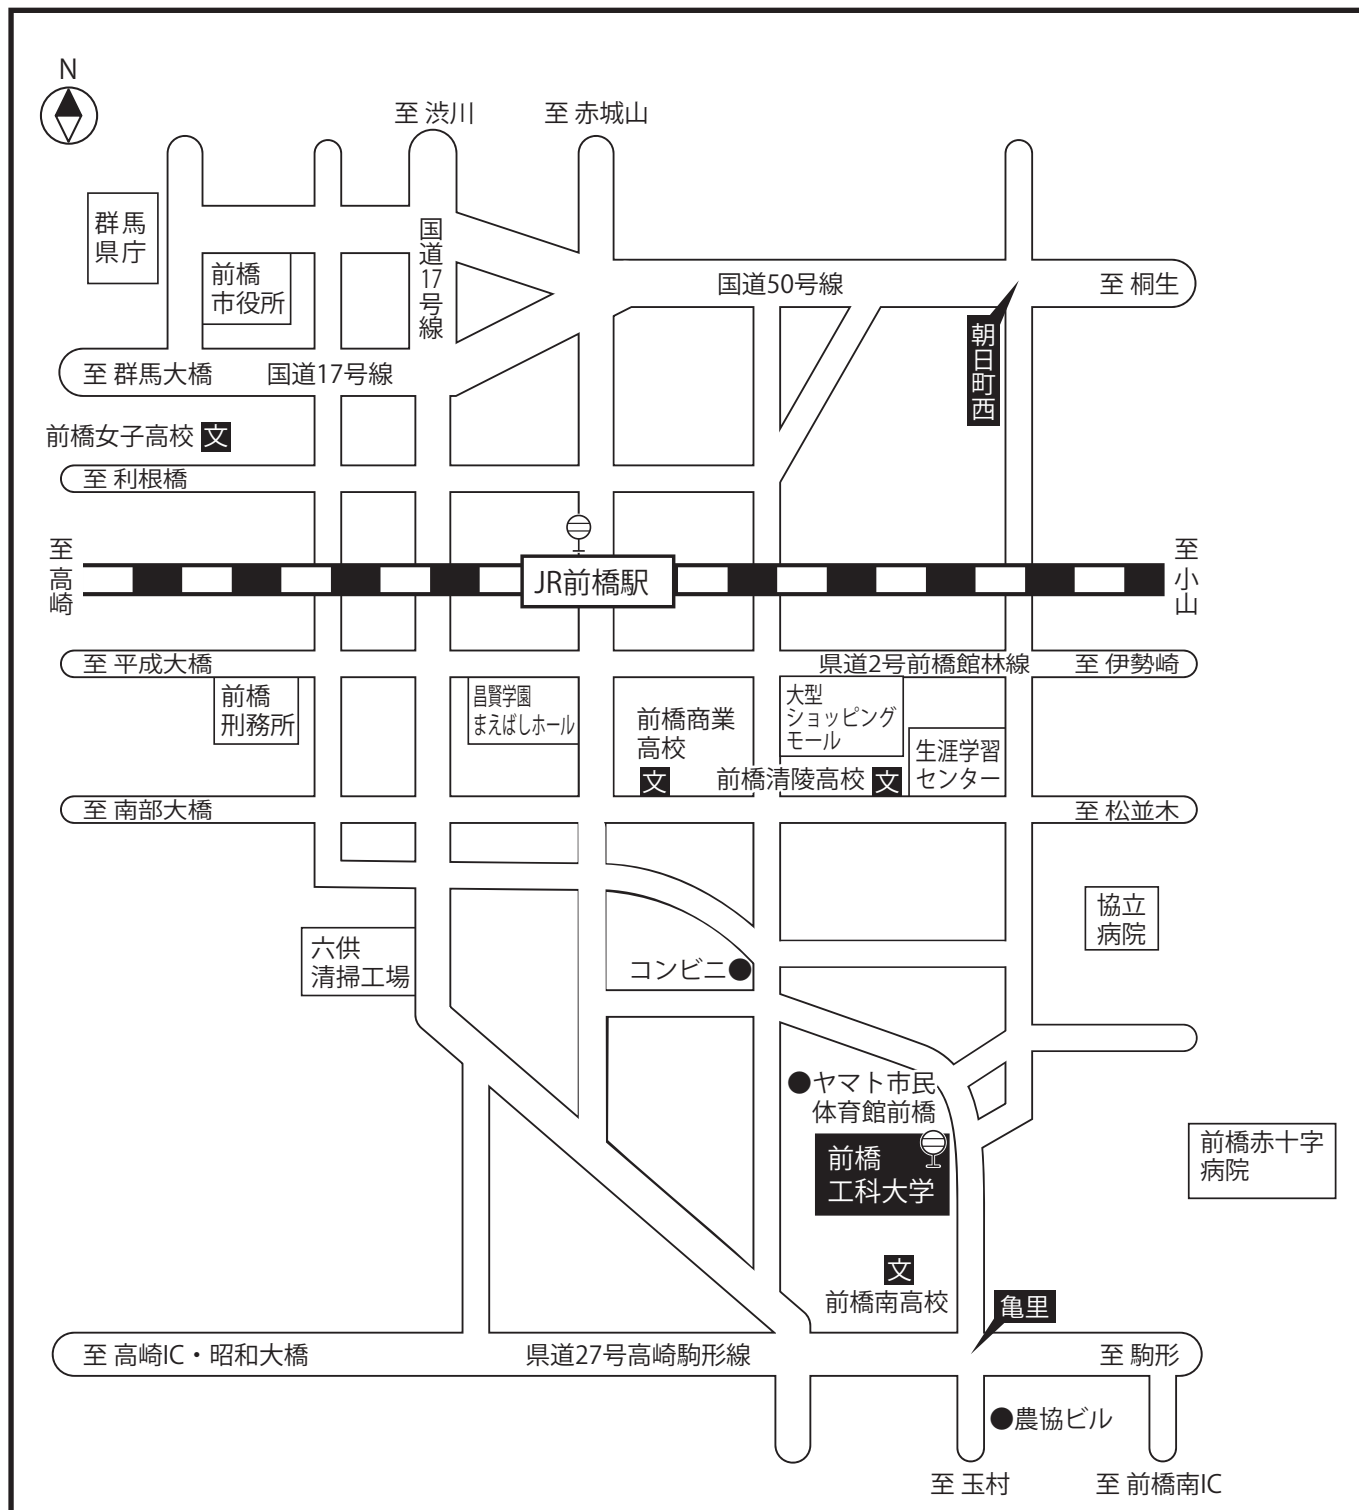 N
至 渋川
至 赤城山
群馬
県庁
前橋
市役所
国道17号線
国道50号線
至 桐生
朝日町西
至 群馬大橋
国道17号線
前橋女子高校 文
至 利根橋
至 高崎
JR前橋駅
至 小山
至 平成大橋
県道2号前橋館林線
至 伊勢崎
前橋
刑務所
昌賢学園
まえばしホール
前橋商業
高校
文
大型
ショッピング
モール
前橋清陵高校 文
生涯学習
センター
至 南部大橋
至 松並木
協立
病院
六供
清掃工場
コンビニ
ヤマト市民
体育館前橋
前橋
工科大学
前橋赤十字
病院
文
前橋南高校
亀里
至 高崎IC・昭和大橋
県道27号高崎駒形線
至 駒形
農協ビル
至 玉村
至 前橋南IC